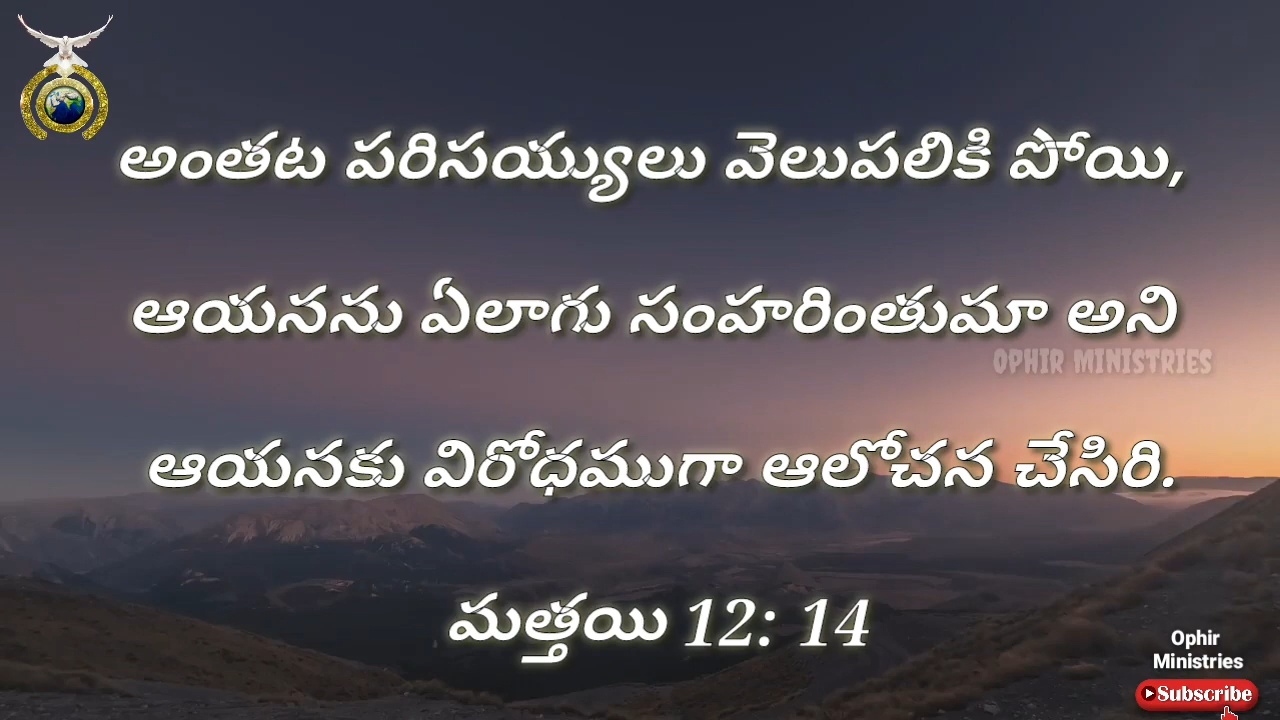 అంతట పరిసయ్యులు వెలుపలికి పోయి,
ఆయనను ఏలాగు సంహరింతుమా అని
OPHIR MINISTRIES
ఆయనకు విరోధముగా ఆలోచన చేసిరి.
మత్తయి 12: 14
Ophir
Ministries
Subscribe